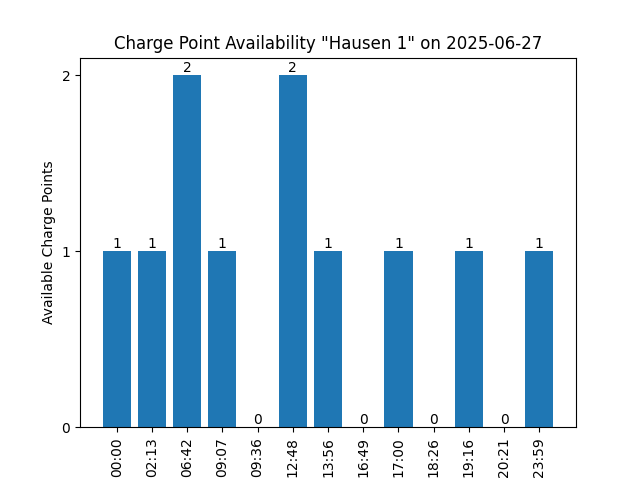 Charge Point Availability "Hausen 1" on 2025-06-27
Available Charge Points
2
1
0
1 1 2 1 0 2 1 0 1 0 1 0 1
00:00 02:13 06:42 09:07 09:36 12:48 13:56 16:49 17:00 18:26 19:16 20:21 23:59